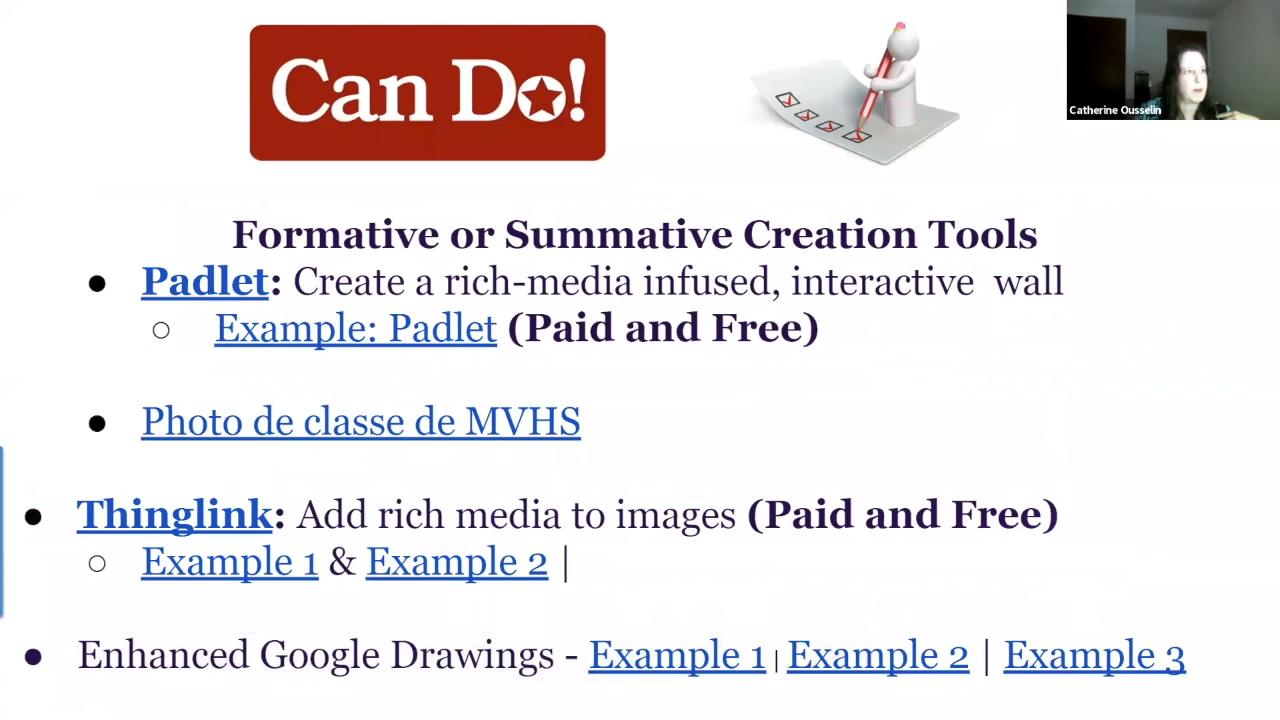 Can Do!
Catherine Ousselin
Formative or Summative Creation Tools
● Padlet: Create a rich-media infused, interactive wall
○ Example: Padlet (Paid and Free)
● Photo de classe de MVHS
● Thinglink: Add rich media to images (Paid and Free)
○ Example 1 & Example 2 |
● Enhanced Google Drawings - Example 1 | Example 2 | Example 3